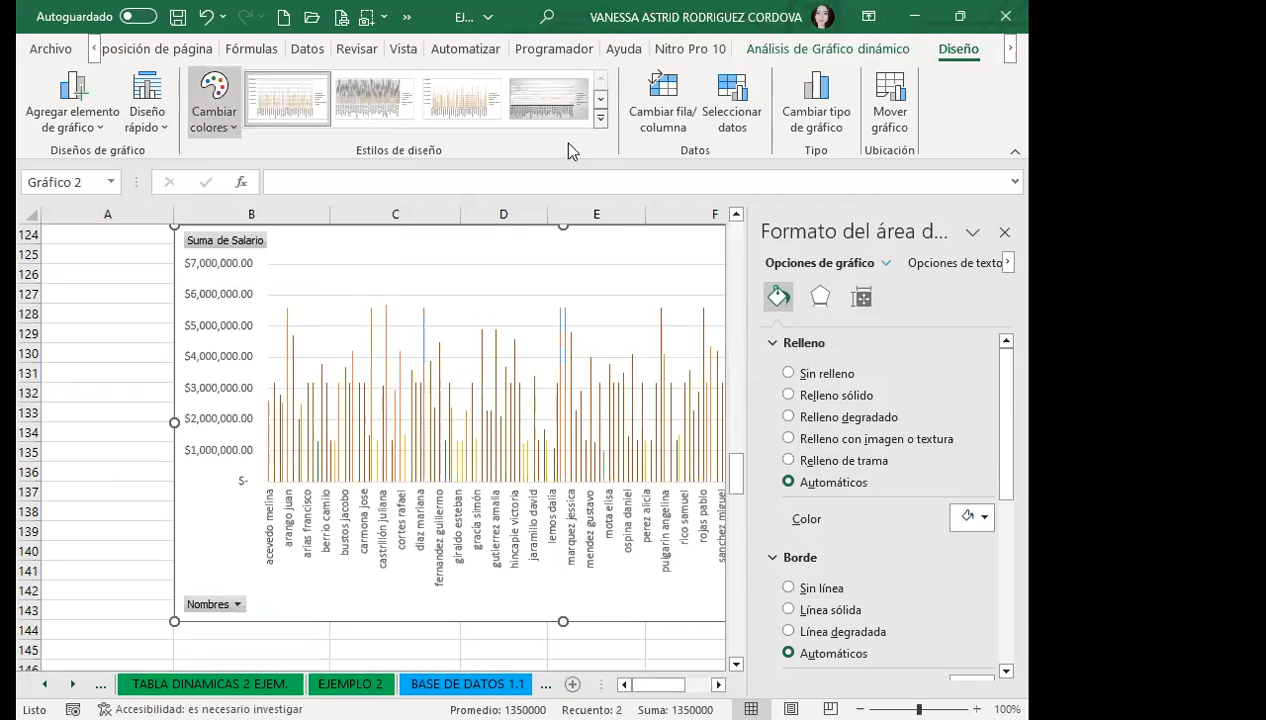 Autoguardado EJ... VANESSA ASTRID RODRIGUEZ CORDOVA
Archivo posición de página Fórmulas Datos Revisar Vista Automatizar Programador Ayuda Nitro Pro 10 Análisis de Gráfico dinámico Diseño
Agregar elemento de gráfico
Diseño rápido
Cambiar colores
Cambiar fila/ columna
Seleccionar datos
Cambiar tipo de gráfico
Mover gráfico
Diseños de gráfico Estilos de diseño Datos Tipo Ubicación
Gráfico 2 fx
A B C D E F
124
125
126
127
128
129
130
131
132
133
134
135
136
137
138
139
140
141
142
143
144
145
146
Suma de Salario
$7,000,000.00
$6,000,000.00
$5,000,000.00
$4,000,000.00
$3,000,000.00
$2,000,000.00
$1,000,000.00
$-
acevedo melina
arango juan
arias francisco
berrio camilo
bustos jacobo
carmona jose
castrillón juliana
cortes rafael
diaz mariana
fernandez guillermo
giraldo esteban
gracía simón
gutierrez amalia
hincapie victoria
jaramillo david
lemos dalia
marquez jessica
mendez gustavo
mota elisa
ospina daniel
perez alicia
pulgarin angelina
rico samuel
rojas pablo
sanchez miguel
Nombres
Formato del área d...
Opciones de gráfico Opciones de texto
Relleno
Sin relleno
Relleno sólido
Relleno degradado
Relleno con imagen o textura
Relleno de trama
Automáticos
Color
Borde
Sin línea
Línea sólida
Línea degradada
Automáticos
... TABLA DINAMICAS 2 EJEM. EJEMPLO 2 BASE DE DATOS 1.1 ...
Listo Accesibilidad: es necesario investigar Promedio: 1350000 Recuento: 2 Suma: 1350000 100%